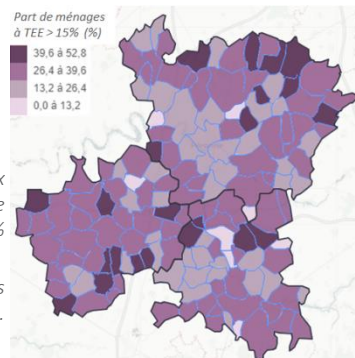 Part de ménages
à TEE > 15% (%)
39,6 à 52,8
26,4 à 39,6
13,2 à 26,4
0,0 à 13,2
x
e
%
s
.